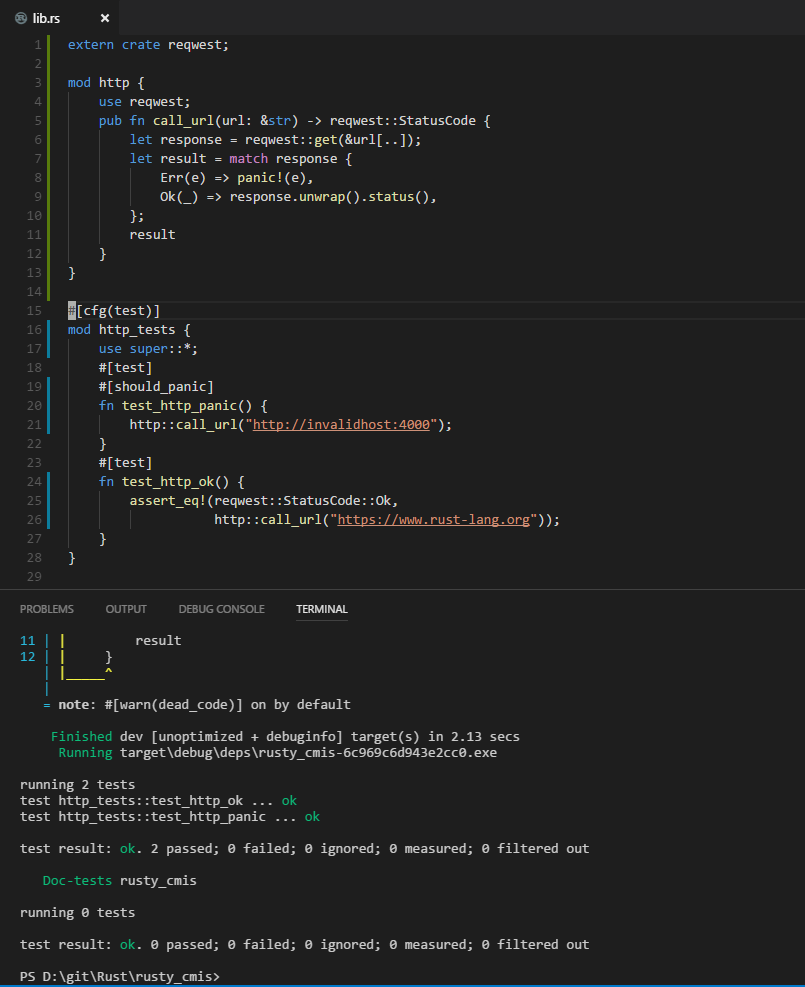 lib.rs ×
1 extern crate reqwest;
2
3 mod http {
4     use reqwest;
5     pub fn call_url(url: &str) -> reqwest::StatusCode {
6         let response = reqwest::get(&url[..]);
7         let result = match response {
8             Err(e) => panic!(e),
9             Ok(_) => response.unwrap().status(),
10         };
11         result
12     }
13 }
14
15 #[cfg(test)]
16 mod http_tests {
17     use super::*;
18     #[test]
19     #[should_panic]
20     fn test_http_panic() {
21         http::call_url("http://invalidhost:4000");
22     }
23     #[test]
24     fn test_http_ok() {
25         assert_eq!(reqwest::StatusCode::Ok,
26                    http::call_url("https://www.rust-lang.org"));
27     }
28 }
29
PROBLEMS OUTPUT DEBUG CONSOLE TERMINAL
11 | |         result
12 | |     }
   | |_____^
   |
   = note: #[warn(dead_code)] on by default
    Finished dev [unoptimized + debuginfo] target(s) in 2.13 secs
     Running target\debug\deps\rusty_cmis-6c969c6d943e2cc0.exe
running 2 tests
test http_tests::test_http_ok ... ok
test http_tests::test_http_panic ... ok
test result: ok. 2 passed; 0 failed; 0 ignored; 0 measured; 0 filtered out
   Doc-tests rusty_cmis
running 0 tests
test result: ok. 0 passed; 0 failed; 0 ignored; 0 measured; 0 filtered out
PS D:\git\Rust\rusty_cmis>